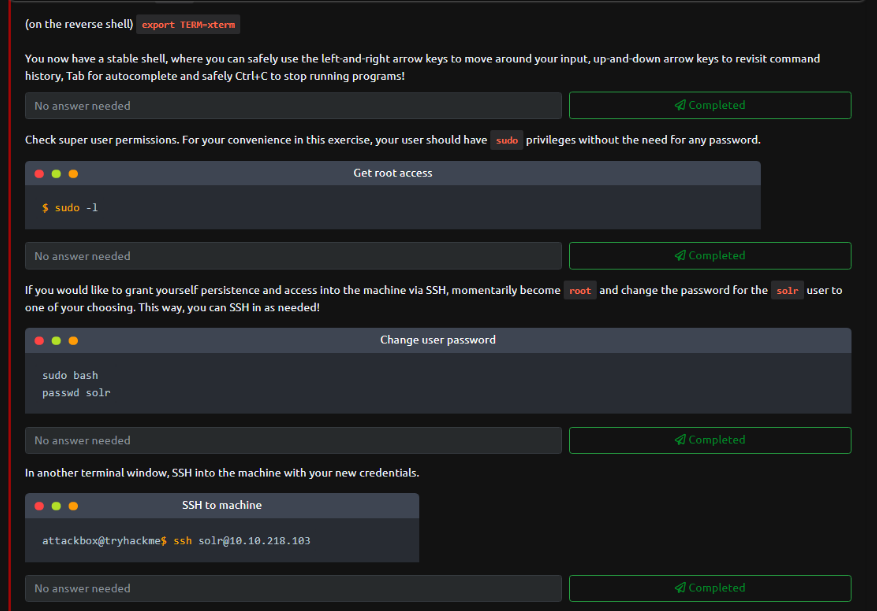 (on the reverse shell) export TERM=xterm
You now have a stable shell, where you can safely use the left-and-right arrow keys to move around your input, up-and-down arrow keys to revisit command
history, Tab for autocomplete and safely Ctrl+C to stop running programs!
No answer needed
Completed
Check super user permissions. For your convenience in this exercise, your user should have sudo privileges without the need for any password.
Get root access
$ sudo -l
No answer needed
Completed
If you would like to grant yourself persistence and access into the machine via SSH, momentarily become root and change the password for the solr user to
one of your choosing. This way, you can SSH in as needed!
Change user password
sudo bash
passwd solr
No answer needed
Completed
In another terminal window, SSH into the machine with your new credentials.
SSH to machine
attackbox@tryhackme$ ssh solr@10.10.218.103
No answer needed
Completed